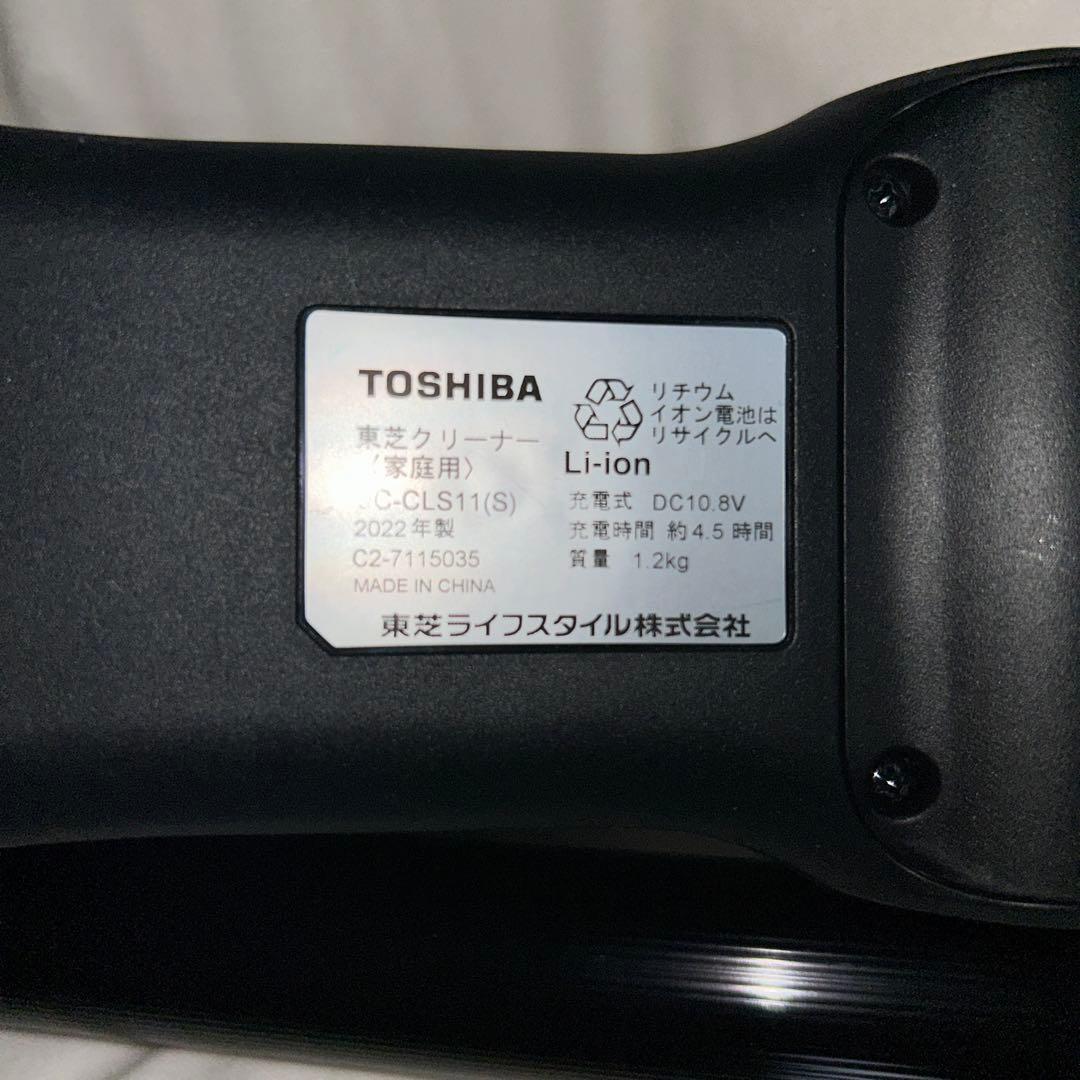 TOSHIBA
東芝クリーナー
〈家庭用〉
C-CLS11(S)
2022年製
C2-7115035
MADE IN CHINA
リチウム
イオン電池は
リサイクルへ
Li-ion
充電式 DC10.8V
充電時間 約4.5時間
質量 1.2kg
東芝ライフスタイル株式会社